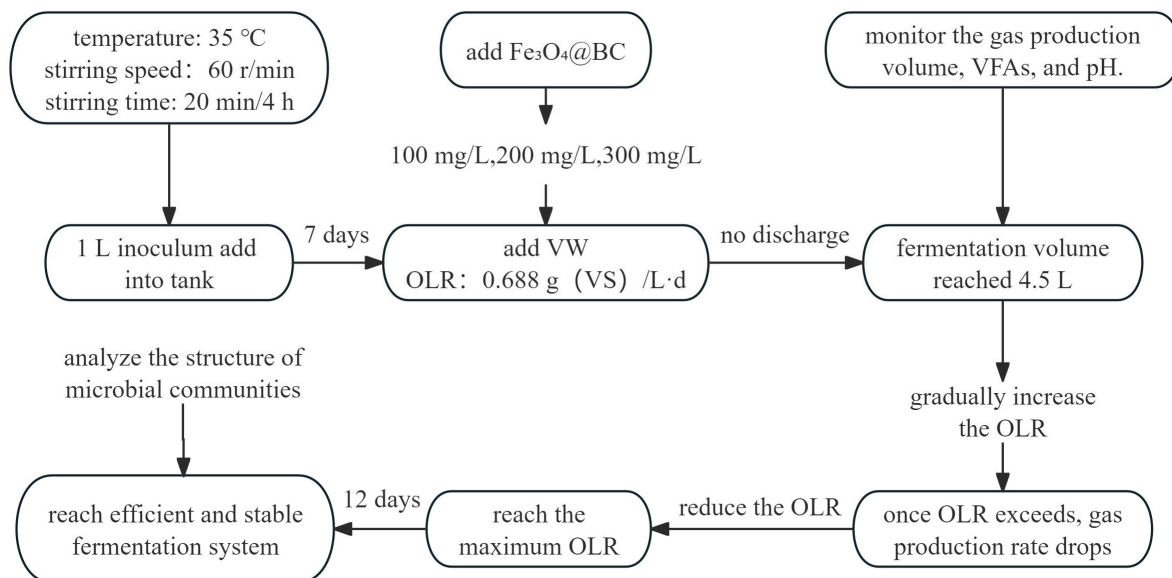 temperature: 35 ℃
stirring speed：60 r/min
stirring time: 20 min/4 h
add Fe₃O₄@BC
monitor the gas production
volume, VFAs, and pH.
100 mg/L,200 mg/L,300 mg/L
1 L inoculum add
into tank
7 days
add VW
OLR：0.688 g（VS）/L·d
no discharge
fermentation volume
reached 4.5 L
analyze the structure of
microbial communities
gradually increase
the OLR
reach efficient and stable
fermentation system
12 days
reach the
maximum OLR
reduce the OLR
once OLR exceeds, gas
production rate drops